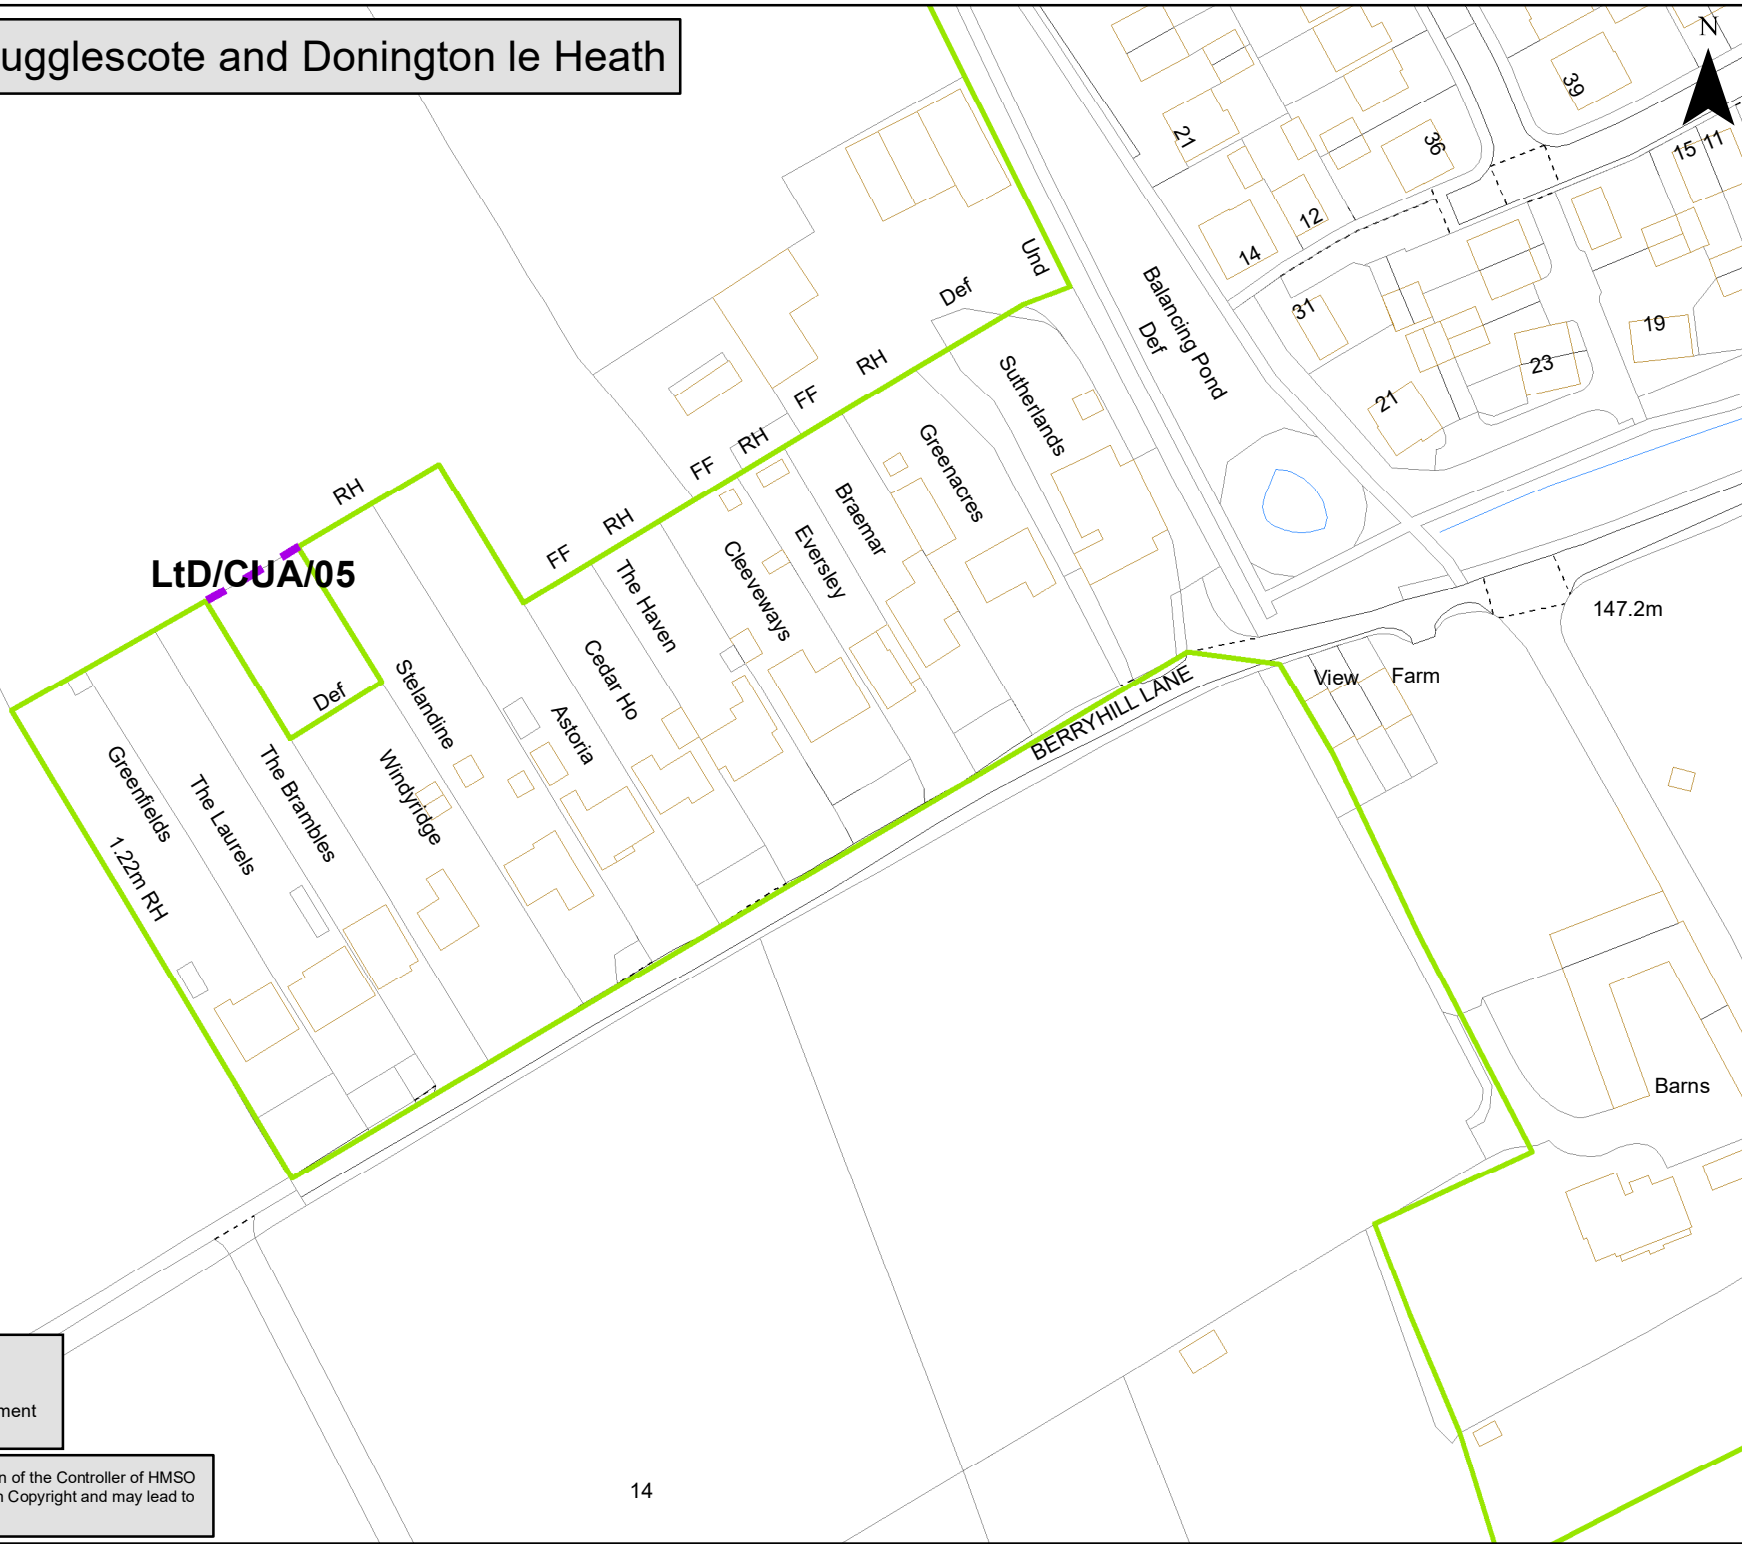 ugglescote and Donington le Heath
N
39
21
36
15
11
12
14
Und
Def
Balancing Pond
Def
31
19
23
21
RH
FF
RH
FF
RH
FF
RH
Sutherlands
Greenacres
Braemar
Eversley
Cleeveways
The Haven
Cedar Ho
Astoria
Stelandine
Windyridge
The Brambles
The Laurels
Greenfields
LtD/CUA/05
Def
1.22m RH
147.2m
View
Farm
BERRYHILL LANE
Barns
14
ment
n of the Controller of HMSO
n Copyright and may lead to